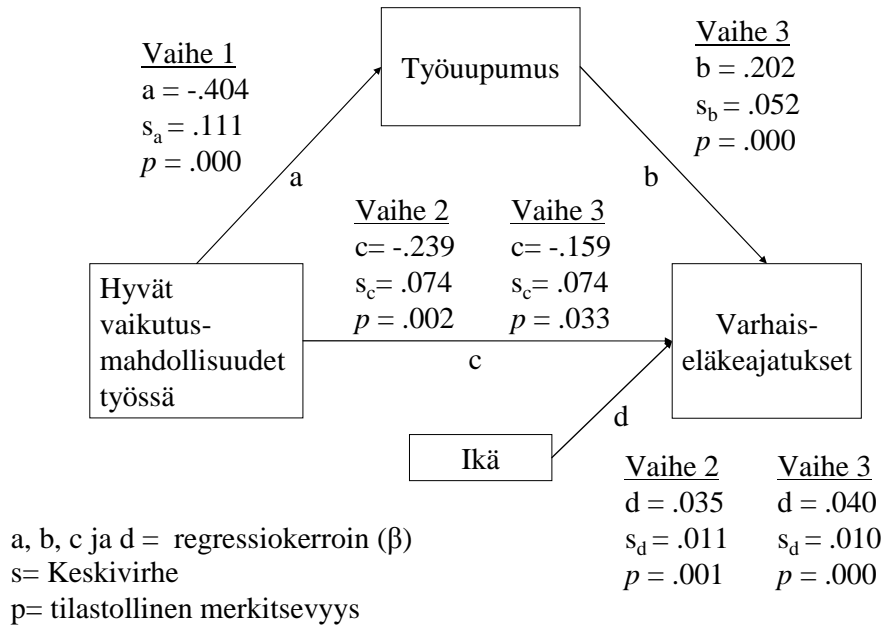 Vaihe 1
a = -.404
sa = .111
p = .000
Työuupumus
Vaihe 3
b = .202
sb = .052
p = .000
a
b
Vaihe 2
c= -.239
sc= .074
p = .002
Vaihe 3
c= -.159
sc= .074
p = .033
Hyvät
vaikutus-
mahdollisuudet
työssä
c
Varhais-
eläkeajatukset
d
Ikä
Vaihe 2
d = .035
sd = .011
p = .001
Vaihe 3
d = .040
sd = .010
p = .000
a, b, c ja d = regressiokerroin (β)
s= Keskivirhe
p= tilastollinen merkitsevyys